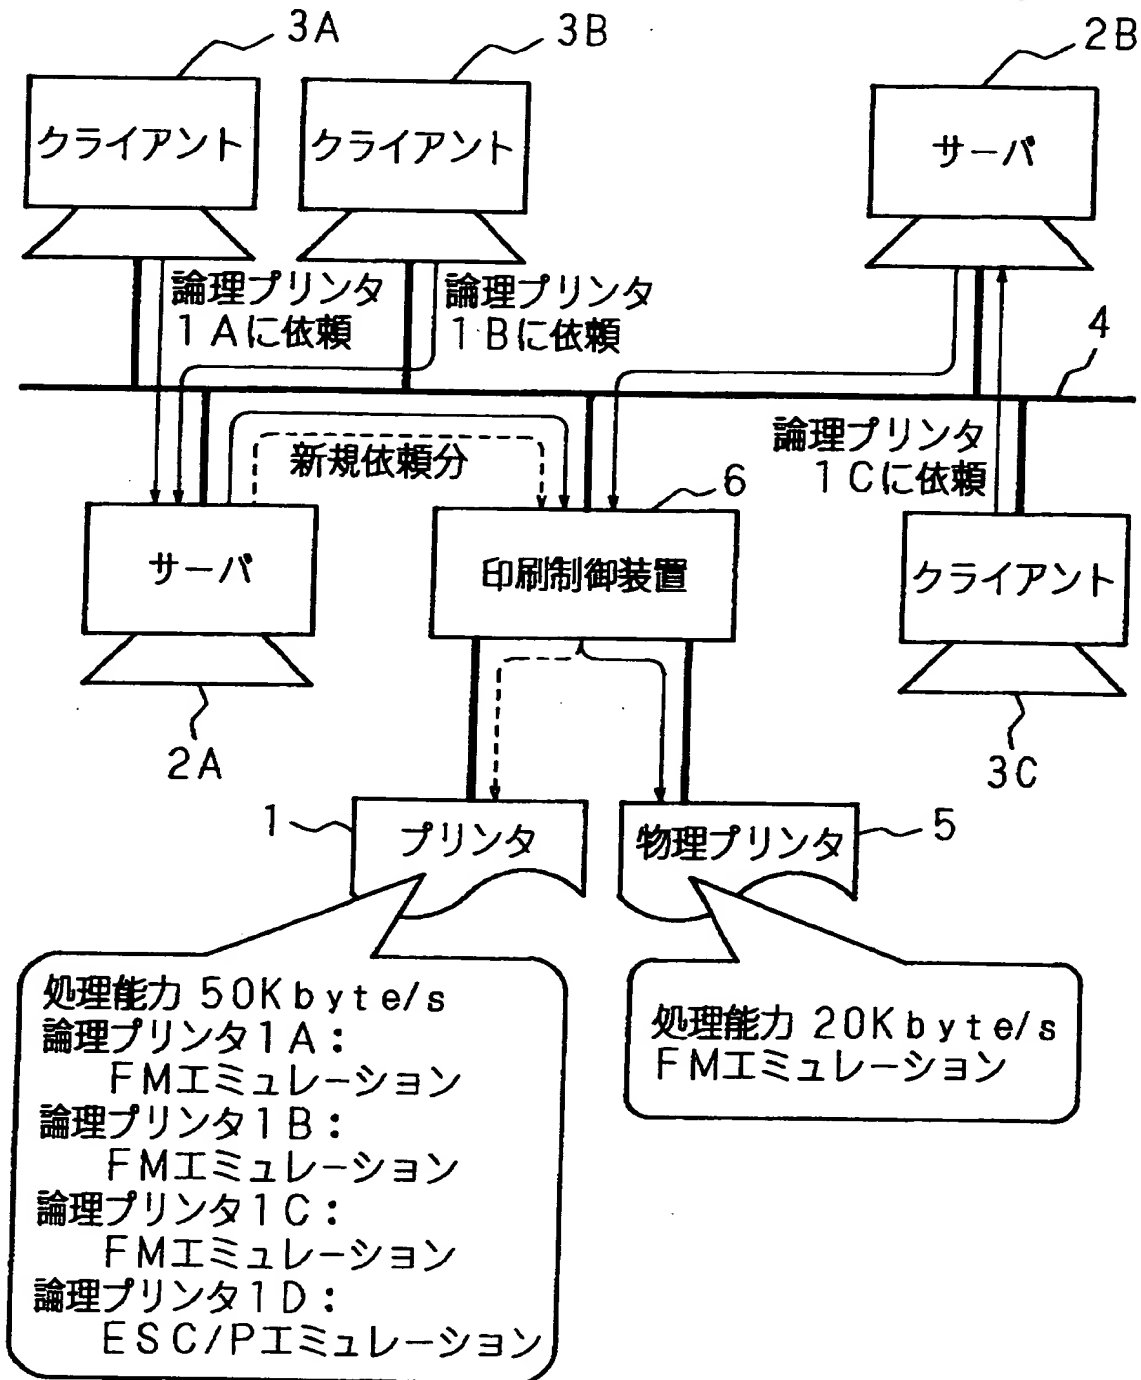 3A
3B
2B
クライアント
クライアント
サーバ
論理プリンタ
1Aに依頼
論理プリンタ
1Bに依頼
4
新規依頼分
論理プリンタ
1Cに依頼
6
サーバ
印刷制御装置
クライアント
2A
3C
1
プリンタ
物理プリンタ
5
処理能力 50Kbyte/s
論理プリンタ1A:
FMエミュレーション
論理プリンタ1B:
FMエミュレーション
論理プリンタ1C:
FMエミュレーション
論理プリンタ1D:
ESC/Pエミュレーション
処理能力 20Kbyte/s
FMエミュレーション